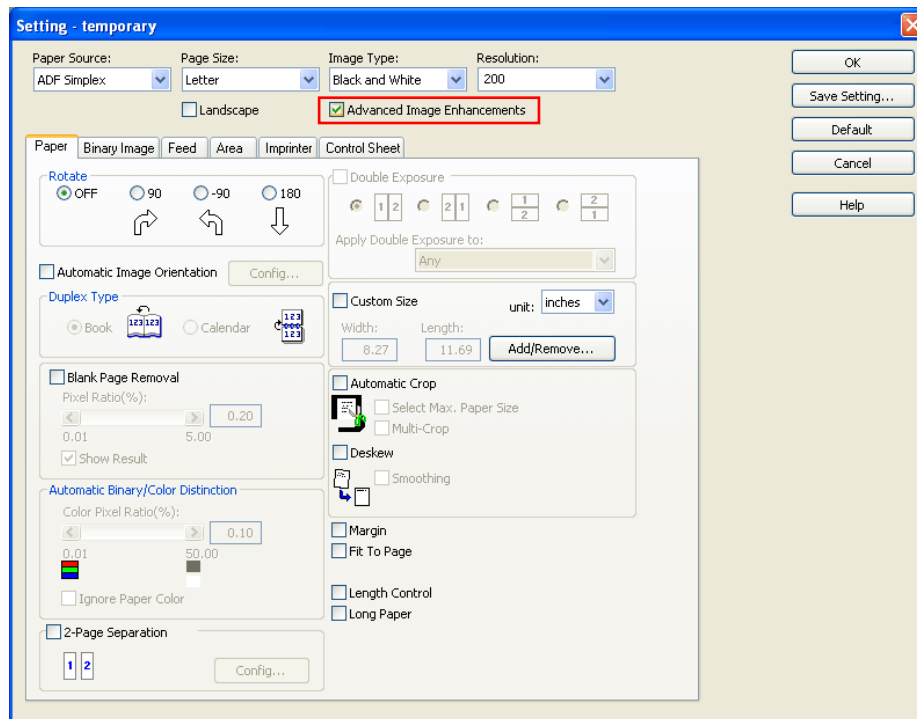 Setting - temporary
Paper Source: Page Size: Image Type: Resolution:
ADF Simplex Letter Black and White 200
Landscape Advanced Image Enhancements
OK
Save Setting...
Default
Cancel
Help
Paper Binary Image Feed Area Imprinter Control Sheet
Rotate
OFF 90 -90 180
Automatic Image Orientation Config...
Duplex Type
Book 123 123 Calendar 123 123
Blank Page Removal
Pixel Ratio(%):
0.20
0.01 5.00
Show Result
Automatic Binary/Color Distinction
Color Pixel Ratio(%):
0.10
0.01 50.00
Ignore Paper Color
2-Page Separation
1 2 Config...
Double Exposure
1 2 2 1 1 2 2 1
Apply Double Exposure to:
Any
Custom Size unit: inches
Width: Length:
8.27 11.69 Add/Remove...
Automatic Crop
Select Max. Paper Size
Multi-Crop
Deskew
Smoothing
Margin
Fit To Page
Length Control
Long Paper